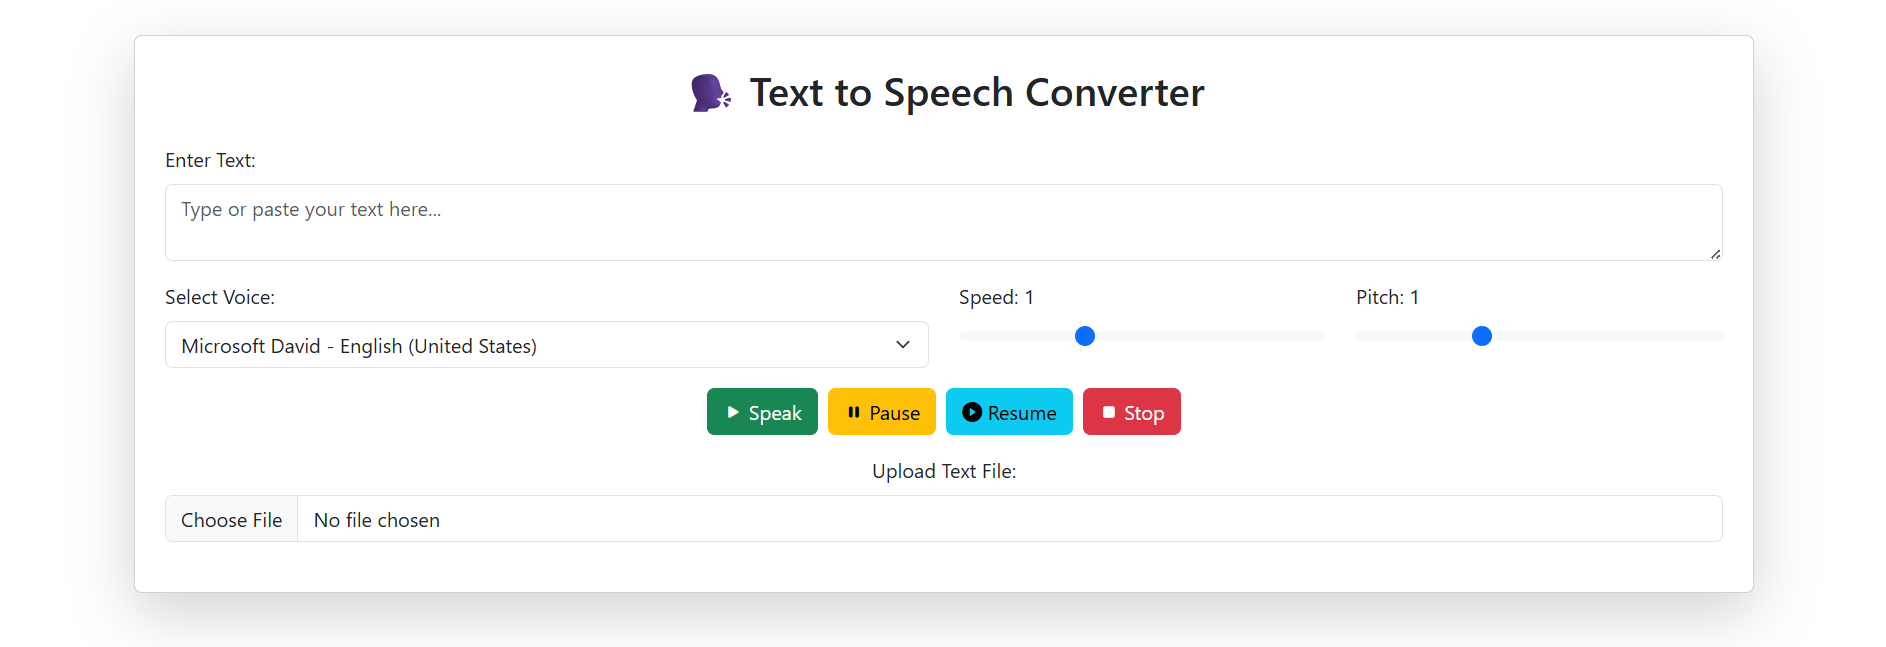 Text to Speech Converter
Enter Text:
Type or paste your text here...
Select Voice:
Speed: 1
Pitch: 1
Microsoft David - English (United States)
Speak
Pause
Resume
Stop
Upload Text File:
Choose File
No file chosen